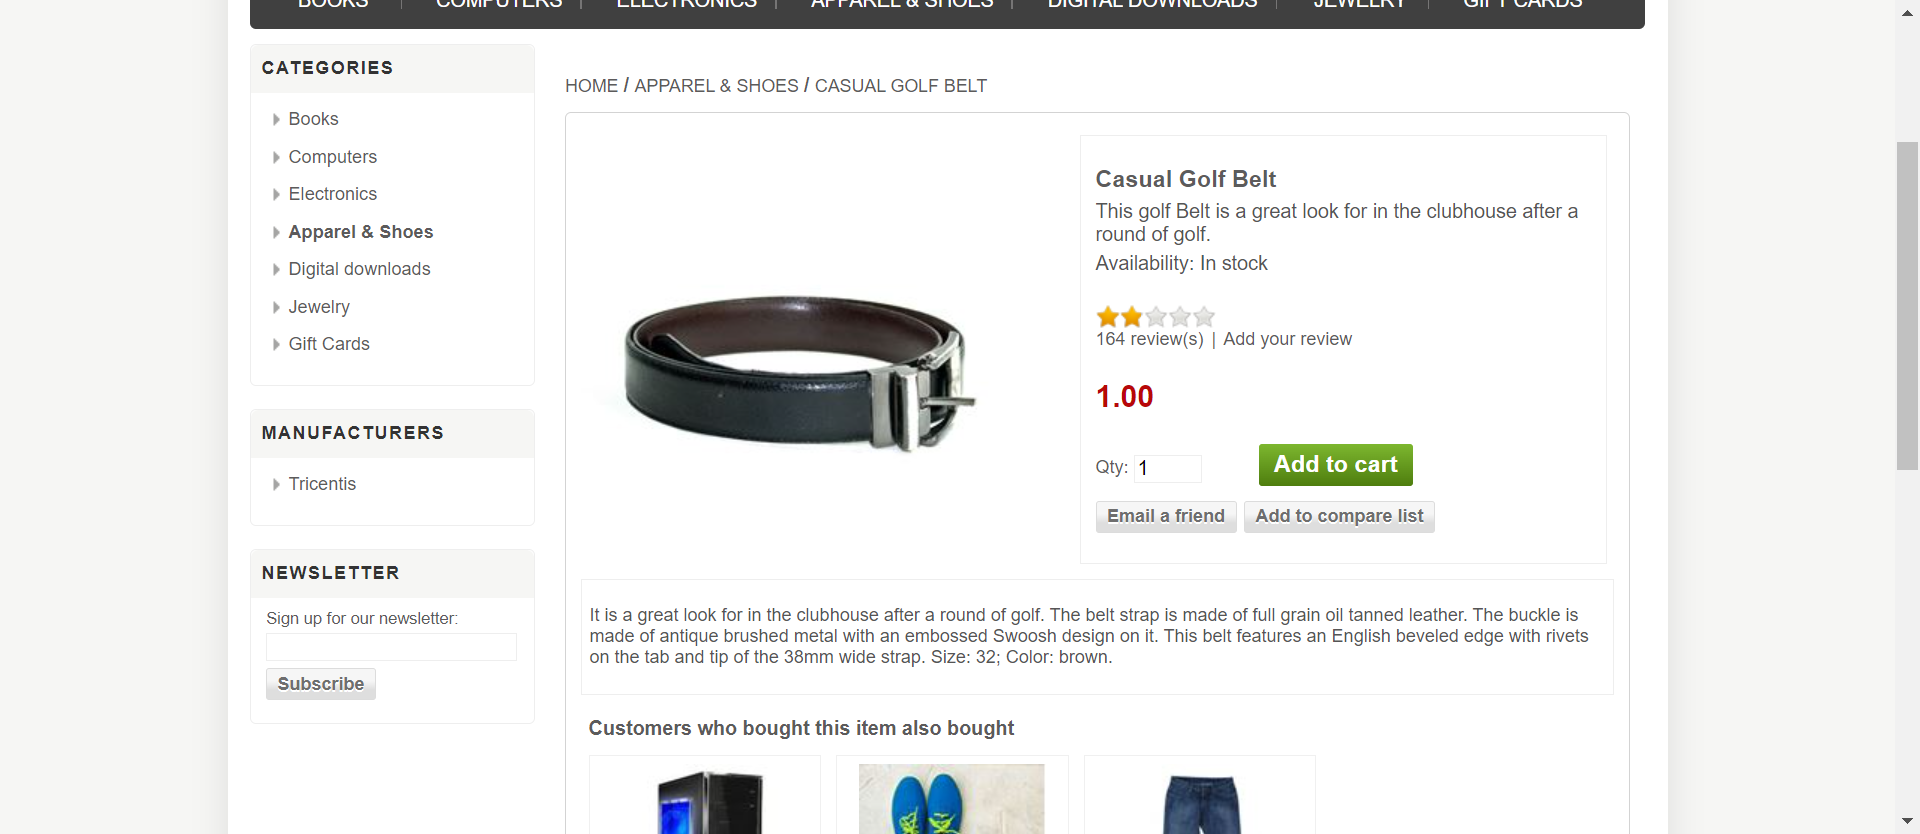 BOOKS COMPUTERS ELECTRONICS APPAREL & SHOES DIGITAL DOWNLOADS JEWELRY GIFT CARDS
CATEGORIES
Books
Computers
Electronics
Apparel & Shoes
Digital downloads
Jewelry
Gift Cards
MANUFACTURERS
Tricentis
NEWSLETTER
Sign up for our newsletter:
Subscribe
HOME / APPAREL & SHOES / CASUAL GOLF BELT
Casual Golf Belt
This golf Belt is a great look for in the clubhouse after a
round of golf.
Availability: In stock
164 review(s) | Add your review
1.00
Qty: 1 Add to cart
Email a friend Add to compare list
It is a great look for in the clubhouse after a round of golf. The belt strap is made of full grain oil tanned leather. The buckle is
made of antique brushed metal with an embossed Swoosh design on it. This belt features an English beveled edge with rivets
on the tab and tip of the 38mm wide strap. Size: 32; Color: brown.
Customers who bought this item also bought